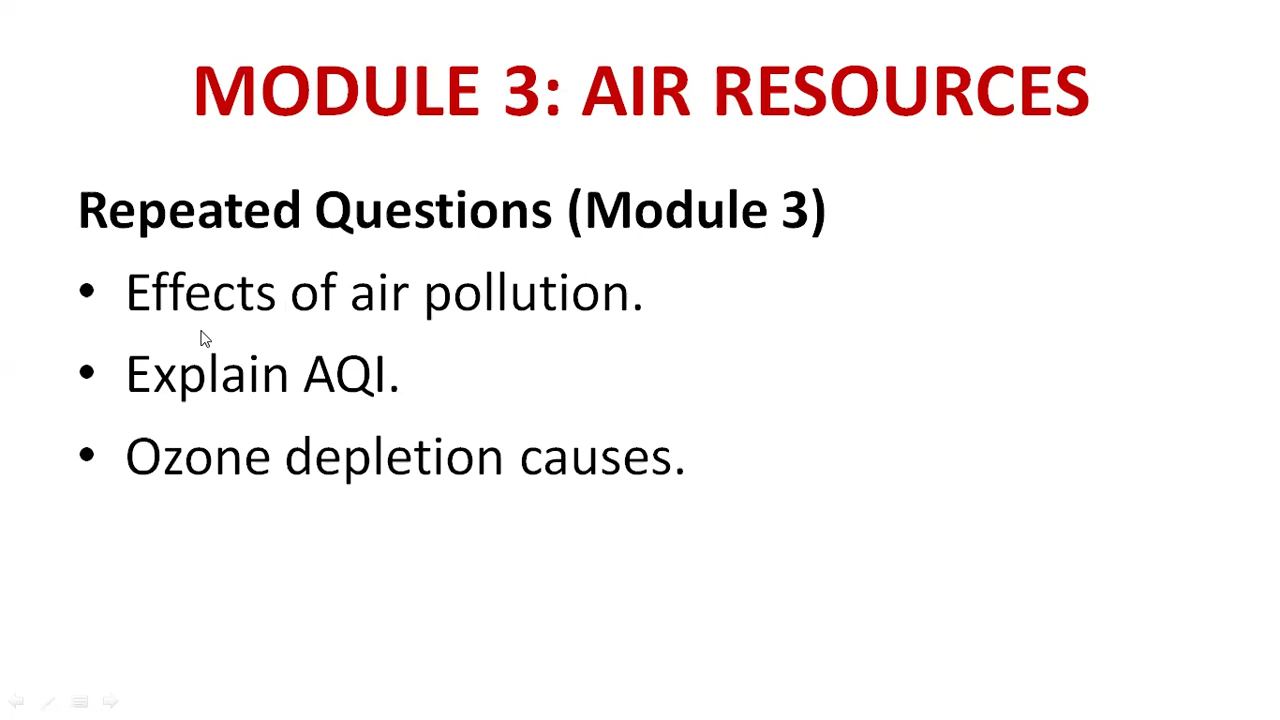 MODULE 3: AIR RESOURCES
Repeated Questions (Module 3)
• Effects of air pollution.
• Explain AQI.
• Ozone depletion causes.